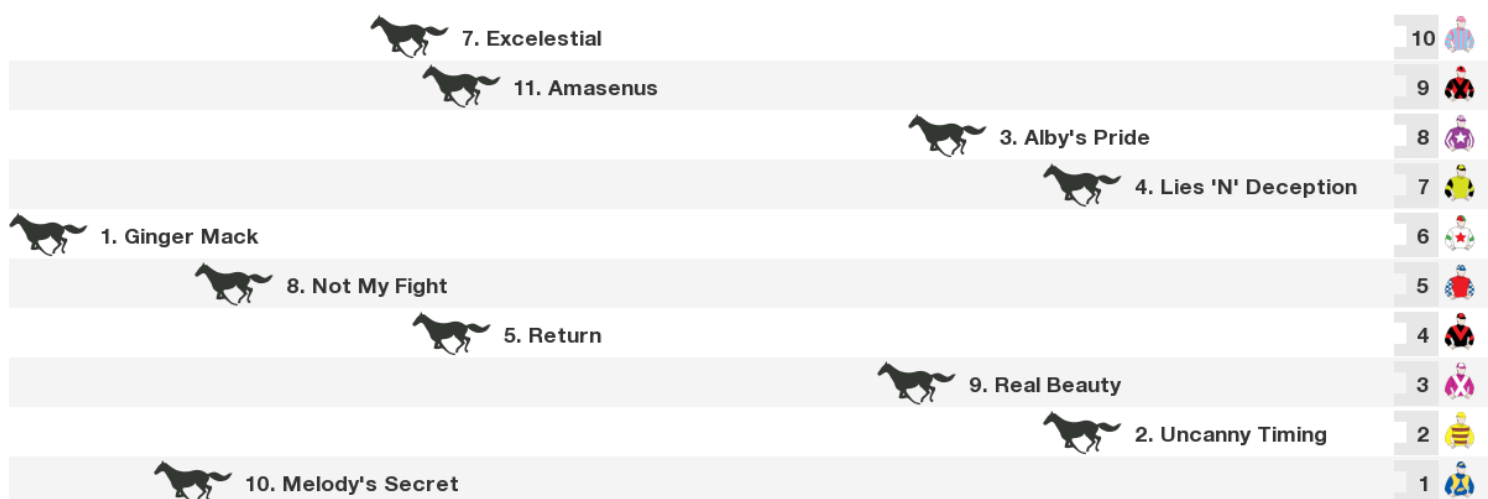 7. Excelestial 10
11. Amasenus 9
3. Alby's Pride 8
4. Lies 'N' Deception 7
1. Ginger Mack 6
8. Not My Fight 5
5. Return 4
9. Real Beauty 3
2. Uncanny Timing 2
10. Melody's Secret 1